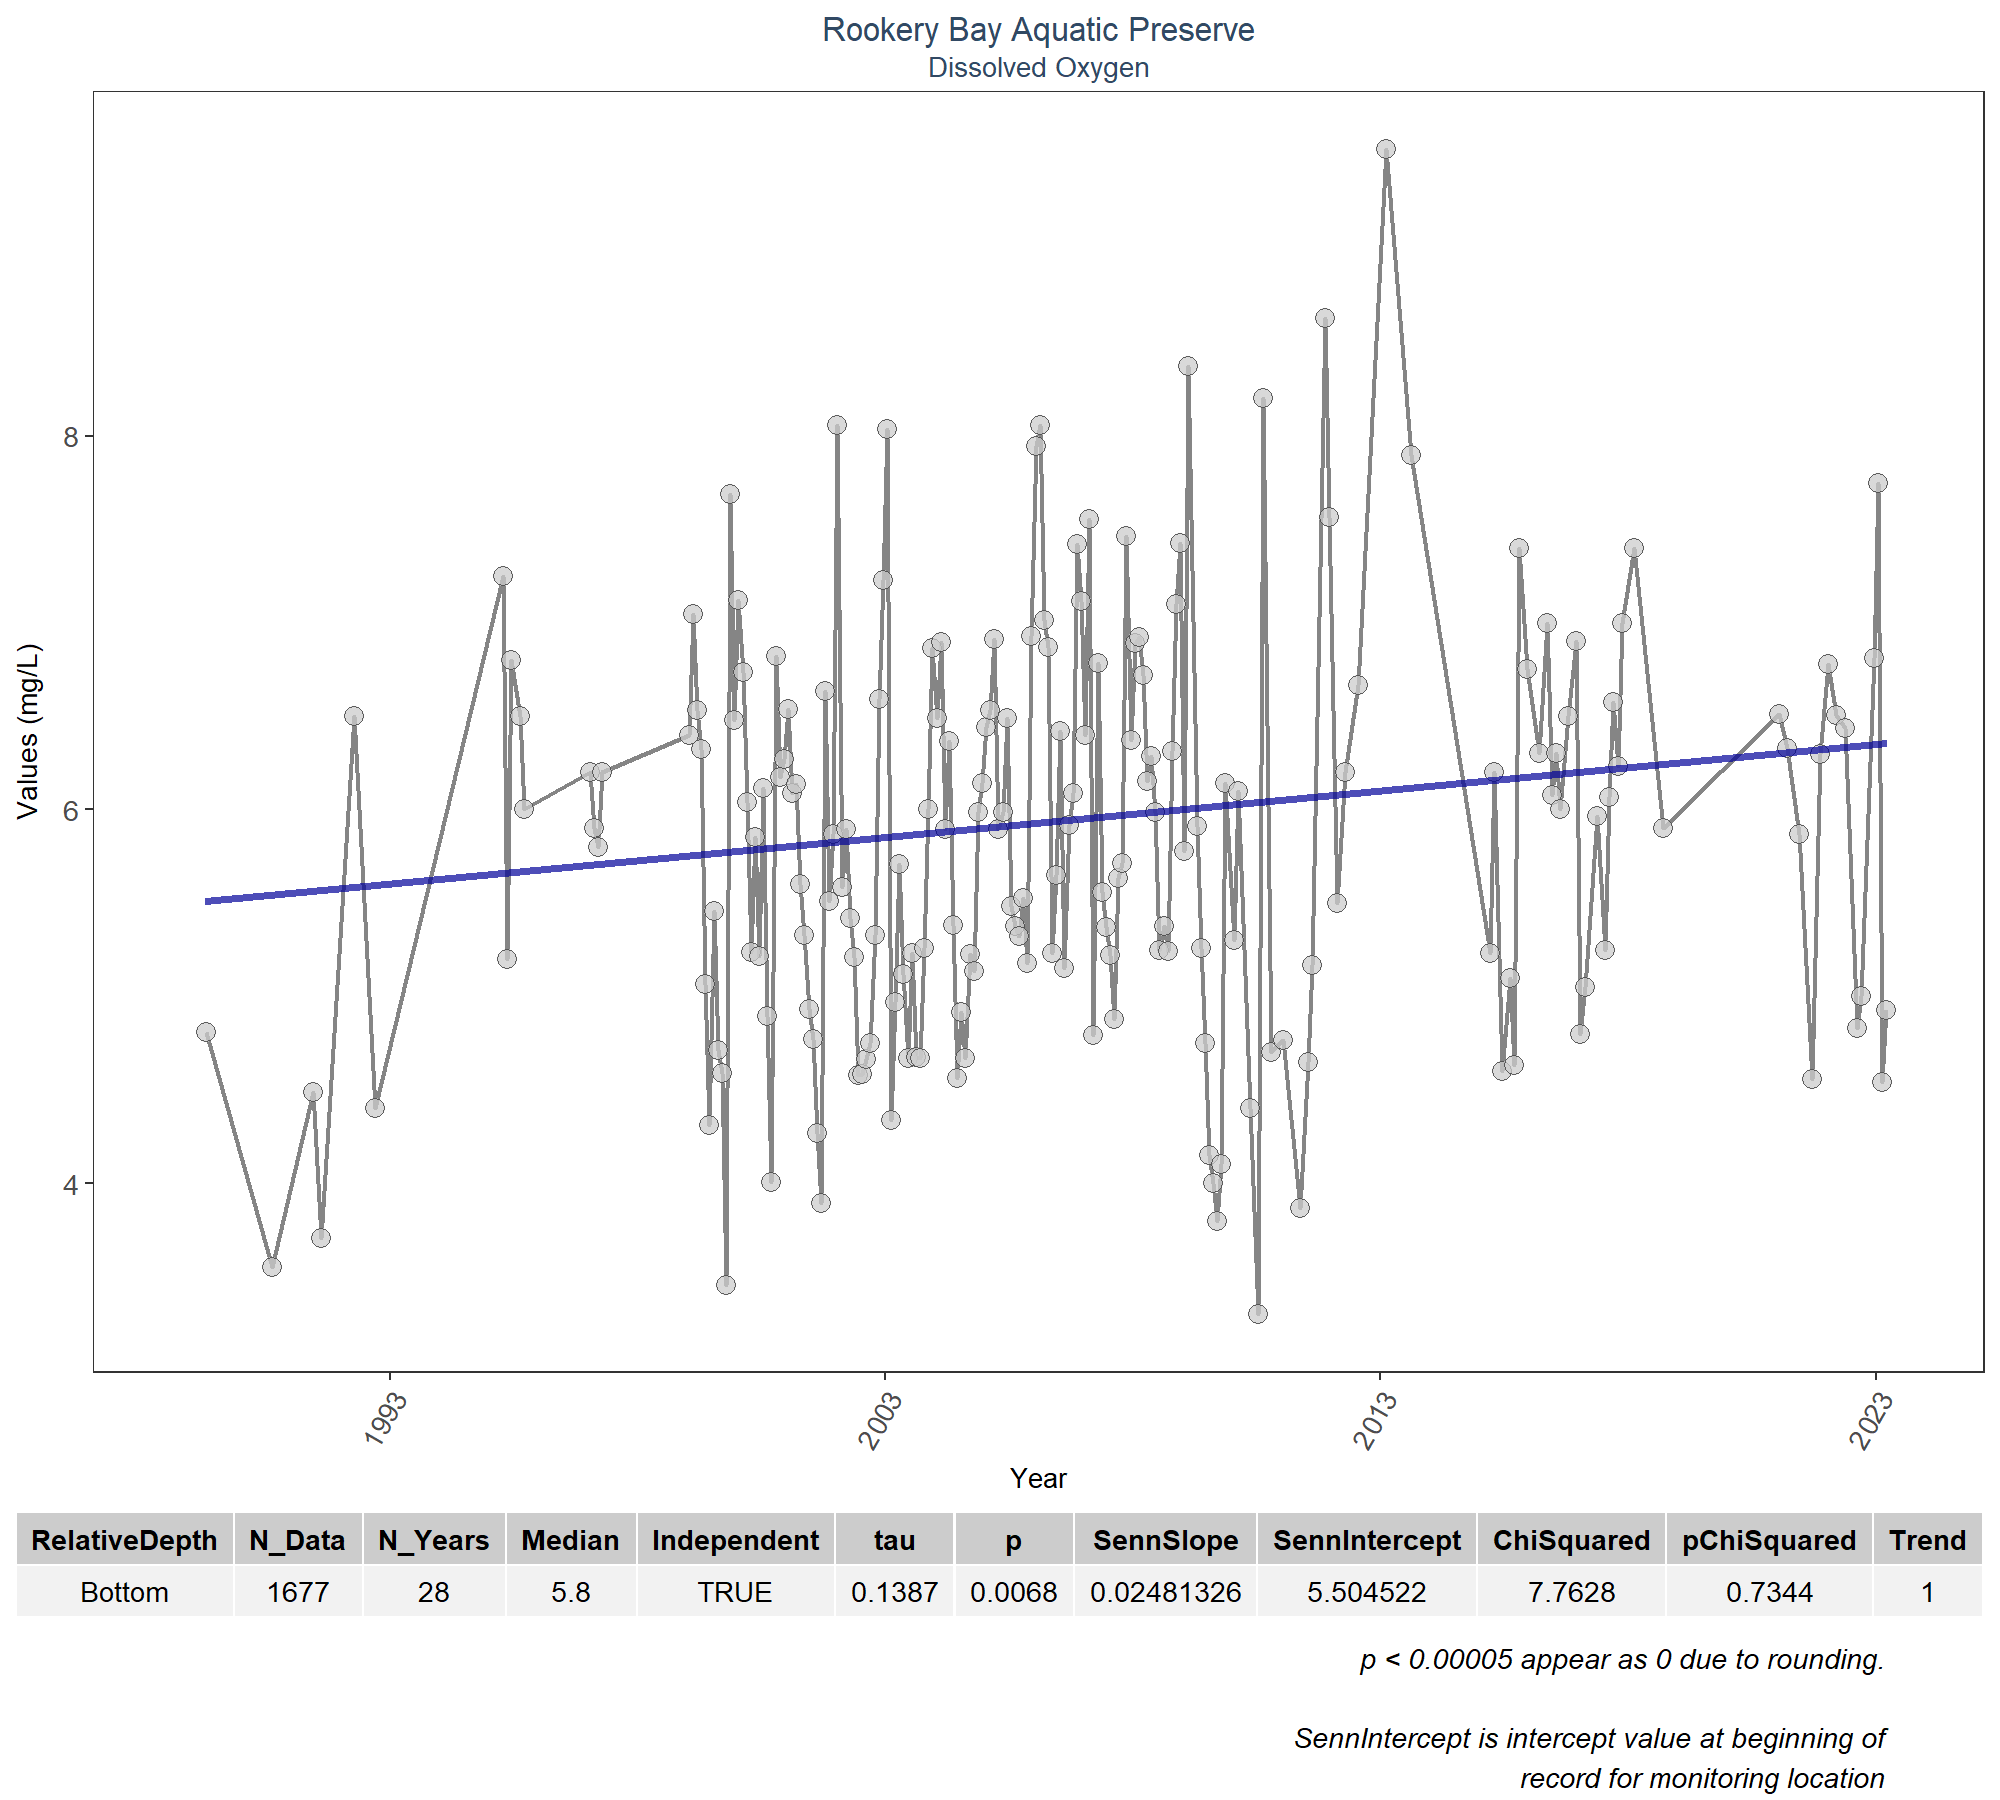 Rookery Bay Aquatic Preserve
Dissolved Oxygen
Values (mg/L)
8
6
4
1993 2003 2013 2023
Year
RelativeDepth N_Data N_Years Median Independent tau p SennSlope SennIntercept ChiSquared pChiSquared Trend
Bottom 1677 28 5.8 TRUE 0.1387 0.0068 0.02481326 5.504522 7.7628 0.7344 1
p < 0.00005 appear as 0 due to rounding.
SennIntercept is intercept value at beginning of
record for monitoring location